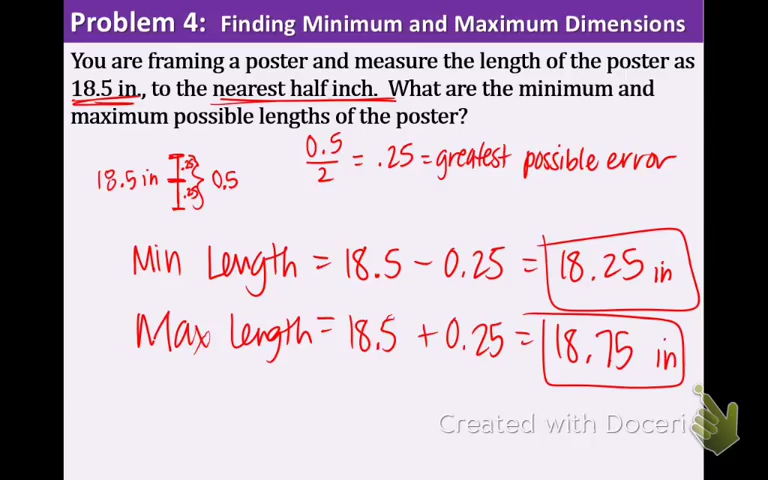 Problem 4: Finding Minimum and Maximum Dimensions
You are framing a poster and measure the length of the poster as
18.5 in., to the nearest half inch. What are the minimum and
maximum possible lengths of the poster?
0.5/2 = .25 = greatest possible error
18.5 in .25 .25 0.5
Min Length = 18.5 - 0.25 = 18.25 in
Max length = 18.5 + 0.25 = 18.75 in
Created with Doceri